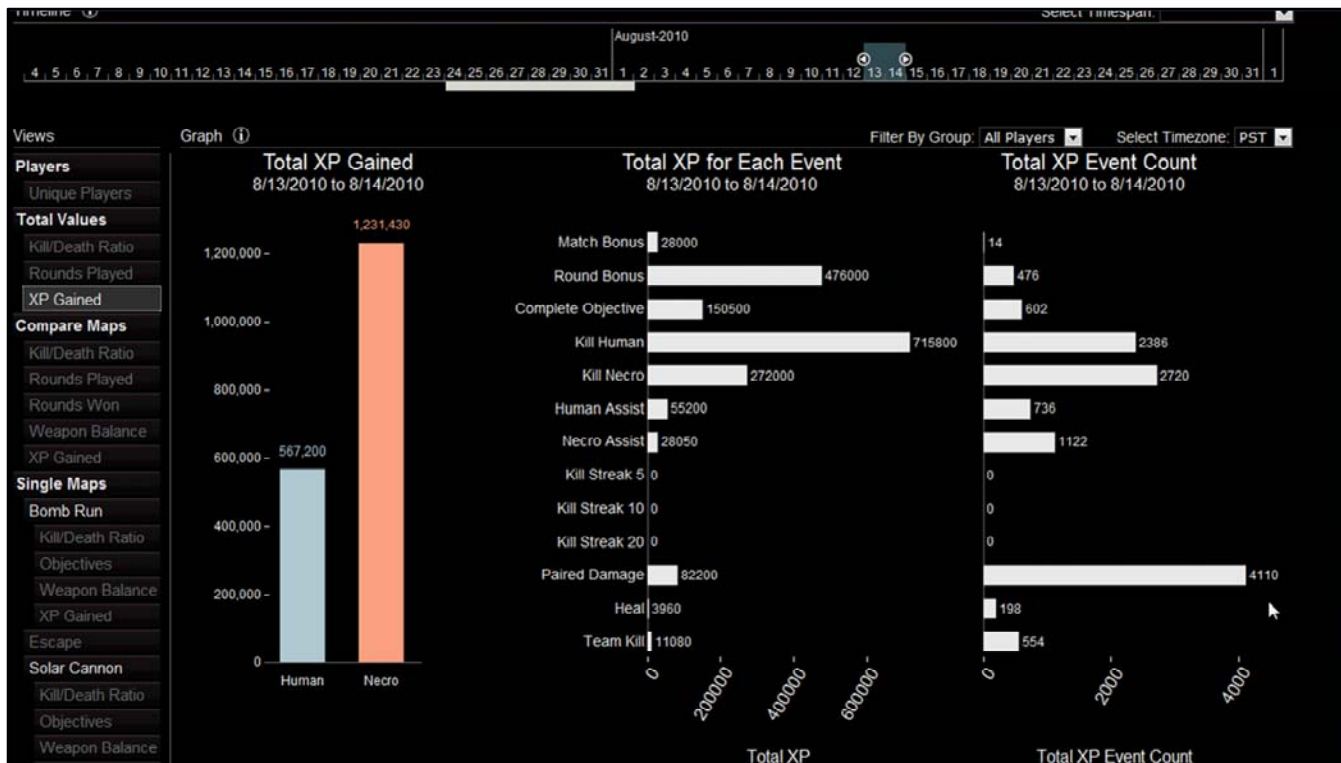 Timeline ⓘ
Select Timespan:
August-2010
4 5 6 7 8 9 10 11 12 13 14 15 16 17 18 19 20 21 22 23 24 25 26 27 28 29 30 31 1 2 3 4 5 6 7 8 9 10 11 12 13 14 15 16 17 18 19 20 21 22 23 24 25 26 27 28 29 30 31 1
Views
Graph ⓘ
Filter By Group: All Players
Select Timezone: PST
Players
Unique Players
Total Values
Kill/Death Ratio
Rounds Played
XP Gained
Compare Maps
Kill/Death Ratio
Rounds Played
Rounds Won
Weapon Balance
XP Gained
Single Maps
Bomb Run
Kill/Death Ratio
Objectives
Weapon Balance
XP Gained
Escape
Solar Cannon
Kill/Death Ratio
Objectives
Weapon Balance
Total XP Gained
8/13/2010 to 8/14/2010
1,231,430
1,200,000
1,000,000
800,000
600,000
567,200
400,000
200,000
0
Human Necro
Total XP for Each Event
8/13/2010 to 8/14/2010
Match Bonus 28000
Round Bonus 476000
Complete Objective 150500
Kill Human 715800
Kill Necro 272000
Human Assist 55200
Necro Assist 28050
Kill Streak 5 0
Kill Streak 10 0
Kill Streak 20 0
Paired Damage 82200
Heal 3960
Team Kill 11080
0 200000 400000 600000
Total XP
Total XP Event Count
8/13/2010 to 8/14/2010
14
476
602
2386
2720
736
1122
0
0
0
4110
198
554
0 2000 4000
Total XP Event Count